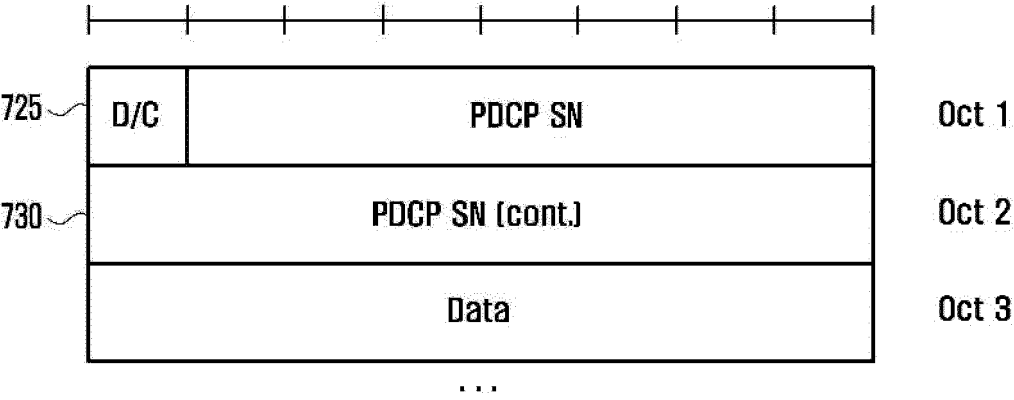 725 D/C PDCP SN Oct 1
730 PDCP SN (cont.) Oct 2
Data Oct 3
...